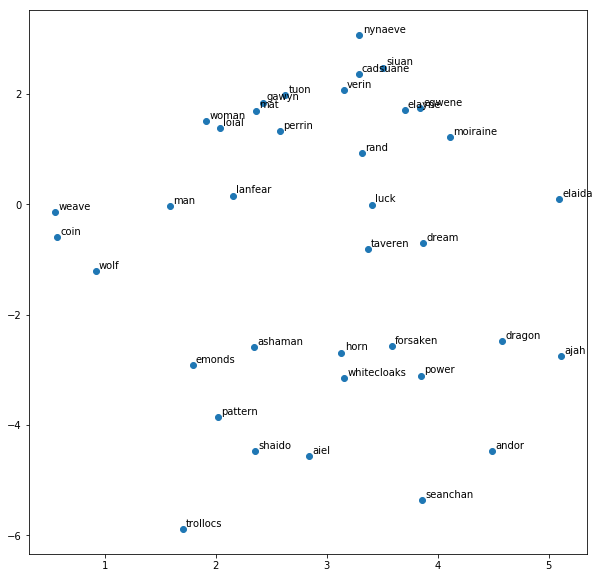 nynaeve
siuan
cadsuane
verin
tuon
gawyn
mat
elayne
egwene
2
woman
loial
perrin
moiraine
rand
lanfear
elaida
0
weave
man
luck
coin
taveren
dream
wolf
−2
dragon
ashaman
horn
forsaken
ajah
emonds
whitecloaks
power
pattern
−4
shaido
aiel
andor
seanchan
trollocs
−6
1
2
3
4
5